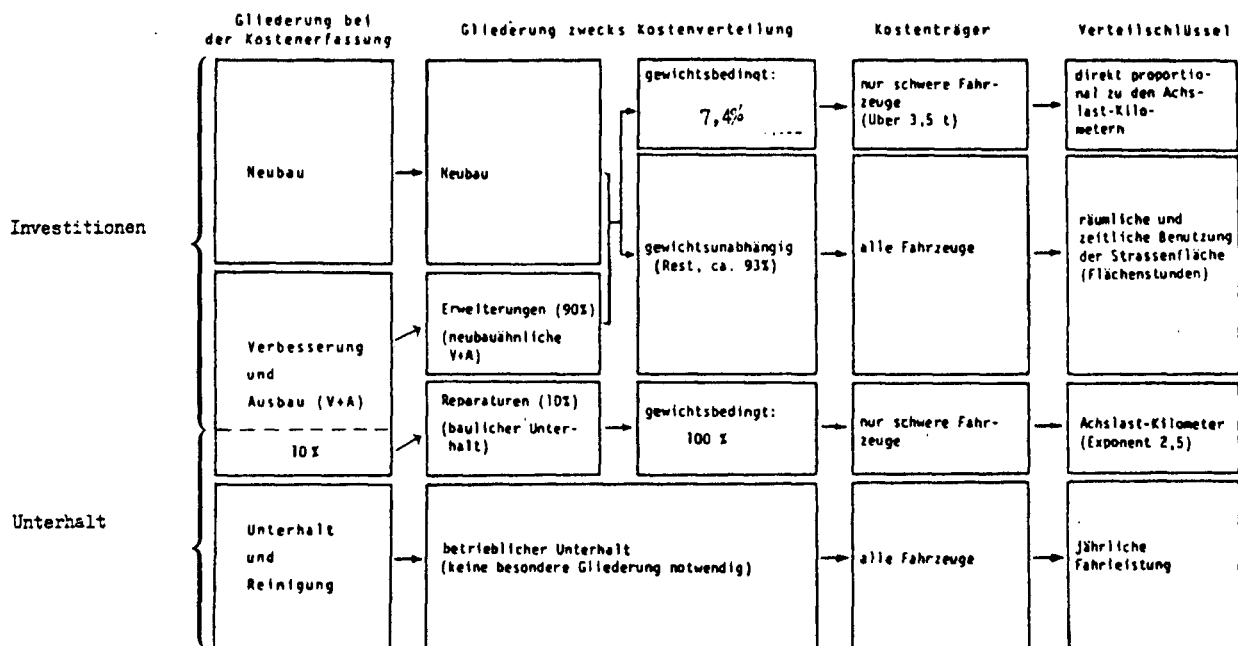 Gliederung bei
der Kostenerfassung
Gliederung zwecks Kostenverteilung
Kostenträger
Verteilschlüssel
Investitionen
Unterhalt
Neubau
Verbesserung
und
Ausbau (V+A)
10%
Unterhalt
und
Reinigung
Neubau
Erweiterungen (90%)
(neubauähnliche
V+A)
Reparaturen (10%)
(baulicher Unter-
halt)
betrieblicher Unterhalt
(keine besondere Gliederung notwendig)
gewichtsbedingt:
7,4%
gewichtsunabhängig
(Rest, ca. 93%)
gewichtsbedingt:
100 %
nur schwere Fahr-
zeuge
(Über 3,5 t)
alle Fahrzeuge
nur schwere Fahr-
zeuge
alle Fahrzeuge
direkt proportio-
nal zu den Achs-
last-Kilo-
metern
räumliche und
zeitliche Benutzung
der Strassenfläche
(Flächenstunden)
Achslast-Kilometer
(Exponent 2,5)
jährliche
Fahrleistung